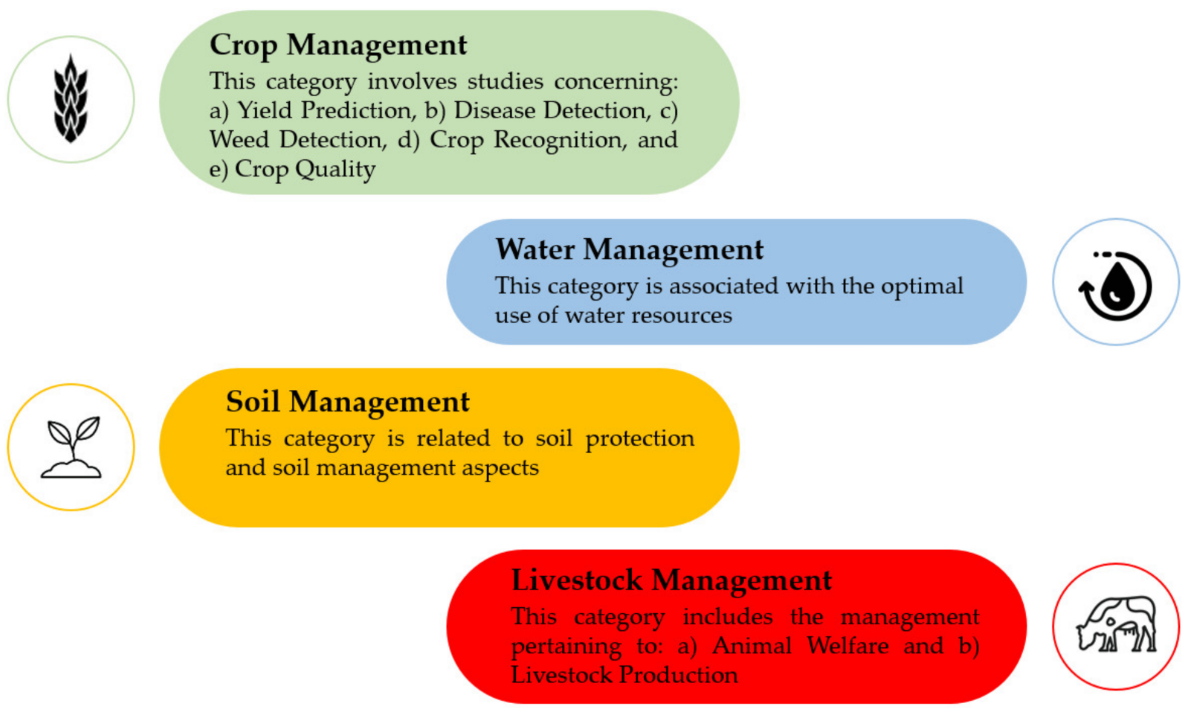 Crop Management
This category involves studies concerning:
a) Yield Prediction, b) Disease Detection, c)
Weed Detection, d) Crop Recognition, and
e) Crop Quality
Water Management
This category is associated with the optimal
use of water resources
Soil Management
This category is related to soil protection
and soil management aspects
Livestock Management
This category includes the management
pertaining to: a) Animal Welfare and b)
Livestock Production